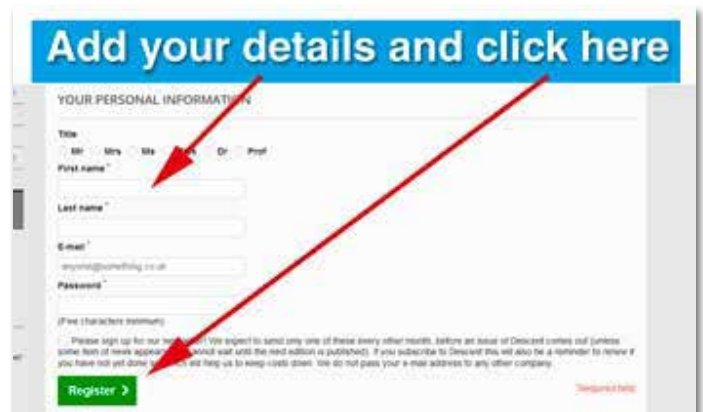 Add your details and click here
YOUR PERSONAL INFORMATION
Title
Mr Mrs Ms Dr Prof
First name *
Last name *
E-mail *
anyone@something.co.uk
Password *
(Five characters minimum)
Please sign up for our We expect to send only one of these every other month, before an issue of Descent comes out (unless
some item of news appears cannot wait until the next edition is published). If you subscribe to Descent this will also be a reminder to renew if
you have not yet done will help us to keep costs down. We do not pass your e-mail address to any other company.
Register >
*Required field